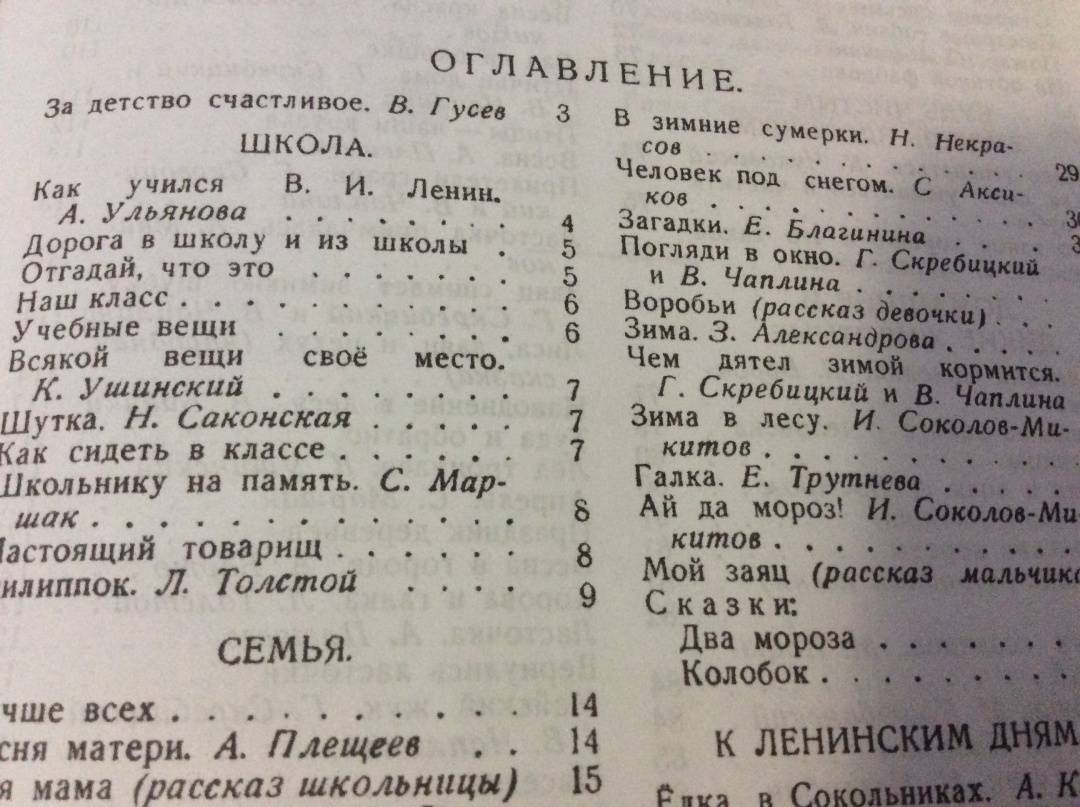 ОГЛАВЛЕНИЕ.
За детство счастливое. В. Гусев 3
ШКОЛА.
Как учился В. И. Ленин.
А. Ульянова . . . . . . . 4
Дорога в школу и из школы . 5
Отгадай, что это . . . . . . 5
Наш класс . . . . . . . . . 6
Учебные вещи . . . . . . . 6
Всякой вещи своё место.
К. Ушинский . . . . . . . 7
Шутка. Н. Саконская . . . . 7
Как сидеть в классе . . . . . 7
Школьнику на память. С. Мар-
шак . . . . . . . . . . . 8
Настоящий товарищ . . . . . 8
Филиппок. Л. Толстой . . . . 9
СЕМЬЯ.
чше всех . . . . . . . . . 14
сня матери. А. Плещеев . . 14
я мама (рассказ школьницы) 15
В зимние сумерки. Н. Некра-
сов . . . . . . . . . . . 29
Человек под снегом. С. Акси-
ков . . . . . . . . . . . 30
Загадки. Е. Благинина . . . . 3
Погляди в окно. Г. Скребицкий
и В. Чаплина . . . . . . .
Воробьи (рассказ девочки) . . .
Зима. З. Александрова . . . . .
Чем дятел зимой кормится.
Г. Скребицкий и В. Чаплина
Зима в лесу. И. Соколов-Ми-
китов . . . . . . . . . .
Галка. Е. Трутнева . . . . . .
Ай да мороз! И. Соколов-Ми-
китов . . . . . . . . . .
Мой заяц (рассказ мальчика
Сказки:
Два мороза . . . . . . .
Колобок . . . . . . . . .
К ЛЕНИНСКИМ ДНЯМ
Ёлка в Сокольниках. А. К